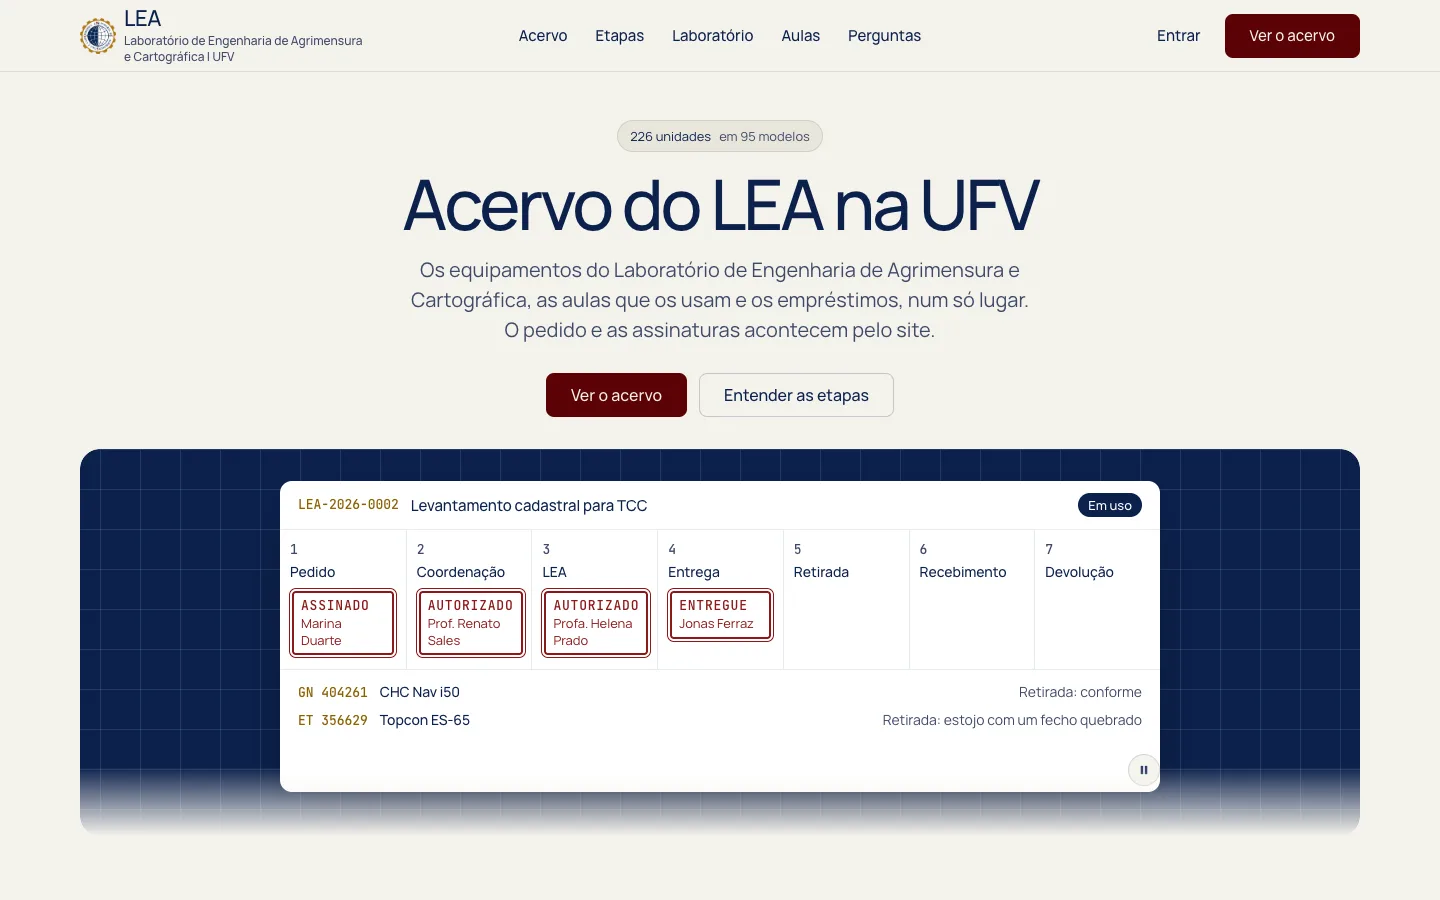 LEA
Laboratório de Engenharia de Agrimensura
e Cartográfica | UFV
Acervo
Etapas
Laboratório
Aulas
Perguntas
Entrar
Ver o acervo
226 unidades em 95 modelos
Acervo do LEA na UFV
Os equipamentos do Laboratório de Engenharia de Agrimensura e
Cartográfica, as aulas que os usam e os empréstimos, num só lugar.
O pedido e as assinaturas acontecem pelo site.
Ver o acervo
Entender as etapas
LEA-2026-0002 Levantamento cadastral para TCC
Em uso
1
Pedido
ASSINADO
Marina
Duarte
2
Coordenação
AUTORIZADO
Prof. Renato
Sales
3
LEA
AUTORIZADO
Profa. Helena
Prado
4
Entrega
ENTREGUE
Jonas Ferraz
5
Retirada
6
Recebimento
7
Devolução
GN 404261 CHC Nav i50
Retirada: conforme
ET 356629 Topcon ES-65
Retirada: estojo com um fecho quebrado